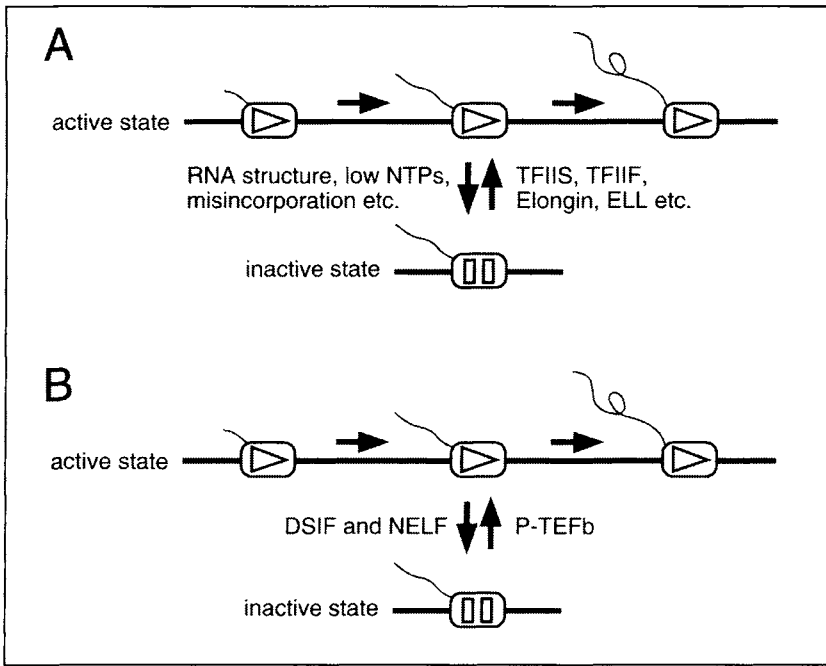 A
active state
RNA structure, low NTPs,
misincorporation etc.
TFIIS, TFIIF,
Elongin, ELL etc.
inactive state
B
active state
DSIF and NELF
P-TEFb
inactive state